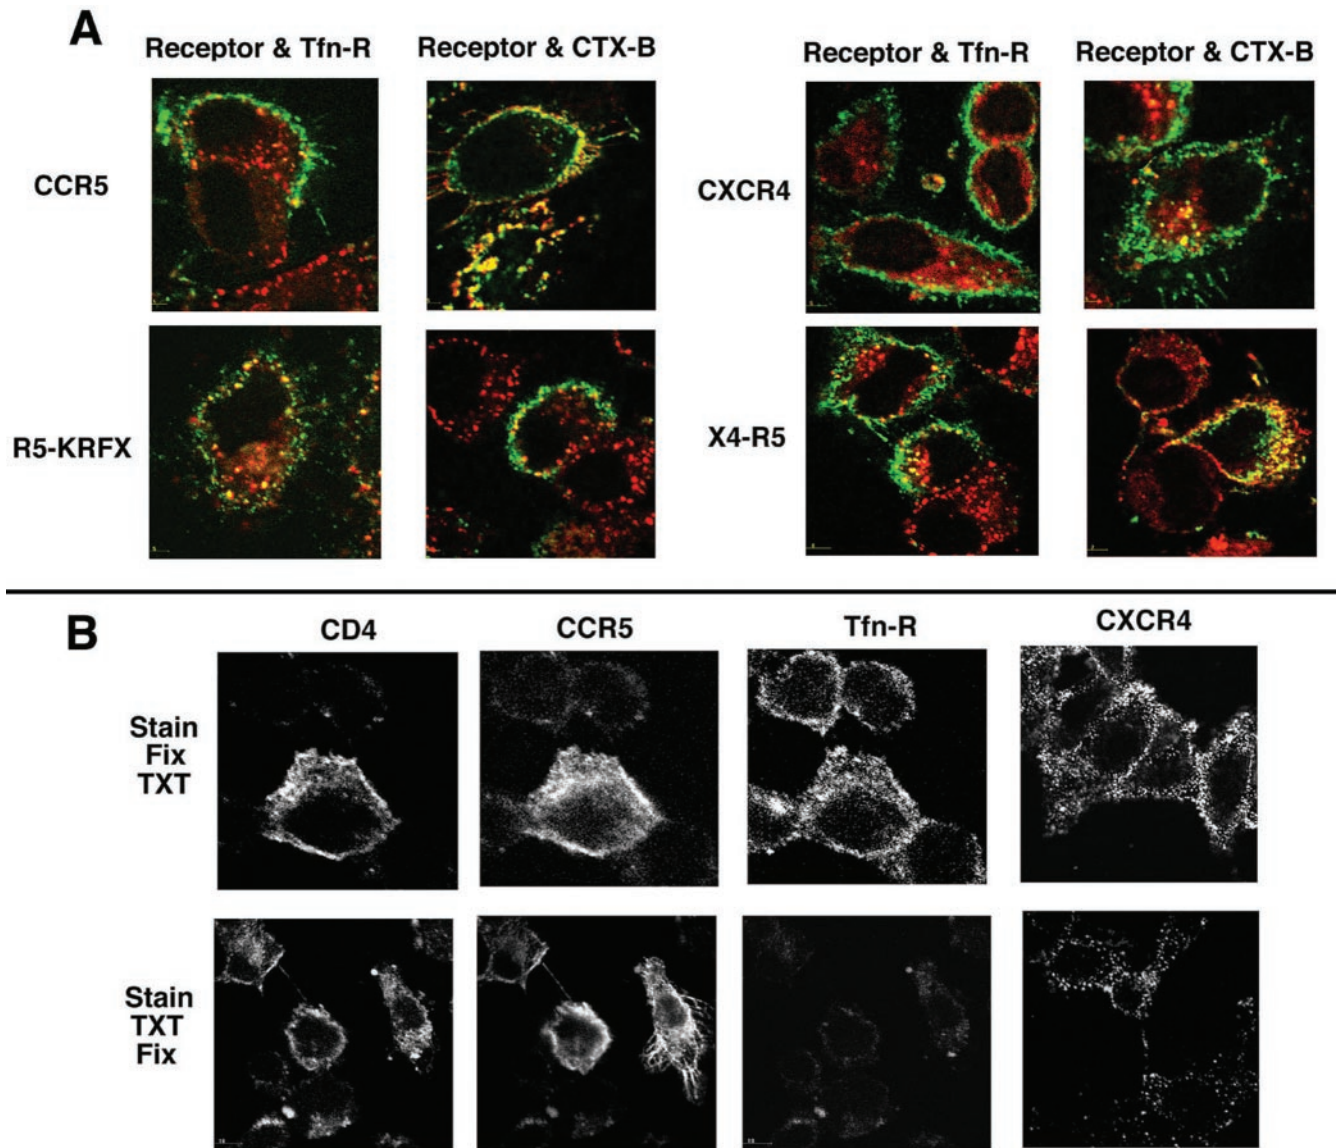 A
Receptor & Tfn-R
Receptor & CTX-B
Receptor & Tfn-R
Receptor & CTX-B
CCR5
CXCR4
R5-KRFX
X4-R5
B
CD4
CCR5
Tfn-R
CXCR4
Stain
Fix
TXT
Stain
TXT
Fix